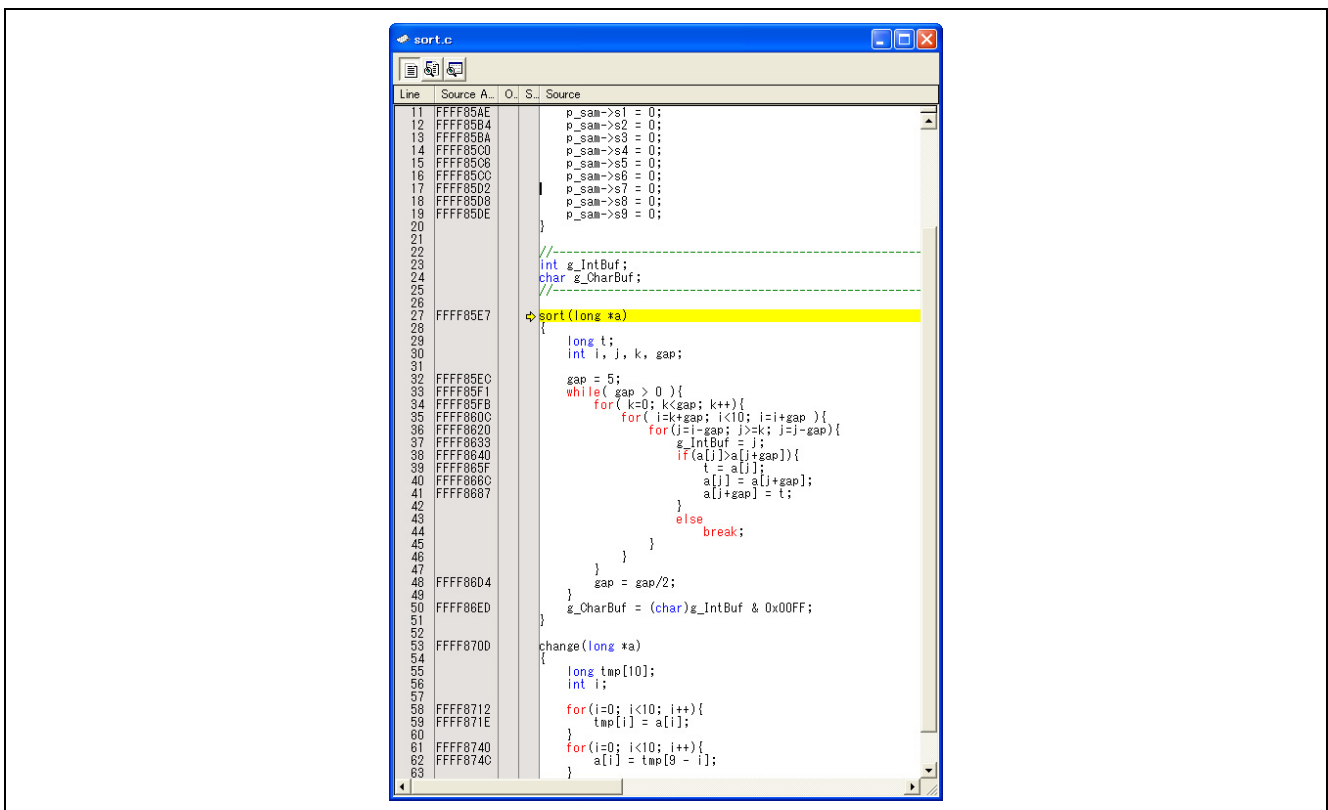 sort.c
Line Source A... O.. S.. Source
11 FFFF85AE p_sam->s1 = 0;
12 FFFF85B4 p_sam->s2 = 0;
13 FFFF85BA p_sam->s3 = 0;
14 FFFF85C0 p_sam->s4 = 0;
15 FFFF85C6 p_sam->s5 = 0;
16 FFFF85CC p_sam->s6 = 0;
17 FFFF85D2 p_sam->s7 = 0;
18 FFFF85D8 p_sam->s8 = 0;
19 FFFF85DE p_sam->s9 = 0;
20 }
21
22 //------------------------------------------------------
23 int g_IntBuf;
24 char g_CharBuf;
25 //------------------------------------------------------
26
27 FFFF85E7 sort(long *a)
28 {
29 long t;
30 int i, j, k, gap;
31
32 FFFF85EC gap = 5;
33 FFFF85F1 while( gap > 0 ){
34 FFFF85FB for( k=0; k<gap; k++){
35 FFFF860C for( i=k+gap; i<10; i=i+gap ){
36 FFFF8620 for(j=i-gap; j>=k; j=j-gap){
37 FFFF8633 g_IntBuf = j;
38 FFFF8640 if(a[j]>a[j+gap]){
39 FFFF865F t = a[j];
40 FFFF866C a[j] = a[j+gap];
41 FFFF8687 a[j+gap] = t;
42 }
43 else
44 break;
45 }
46 }
47 }
48 FFFF86D4 gap = gap/2;
49 }
50 FFFF86ED g_CharBuf = (char)g_IntBuf & 0x00FF;
51 }
52
53 FFFF870D change(long *a)
54 {
55 long tmp[10];
56 int i;
57
58 FFFF8712 for(i=0; i<10; i++){
59 FFFF871E tmp[i] = a[i];
60 }
61 FFFF8740 for(i=0; i<10; i++){
62 FFFF874C a[i] = tmp[9 - i];
63 }